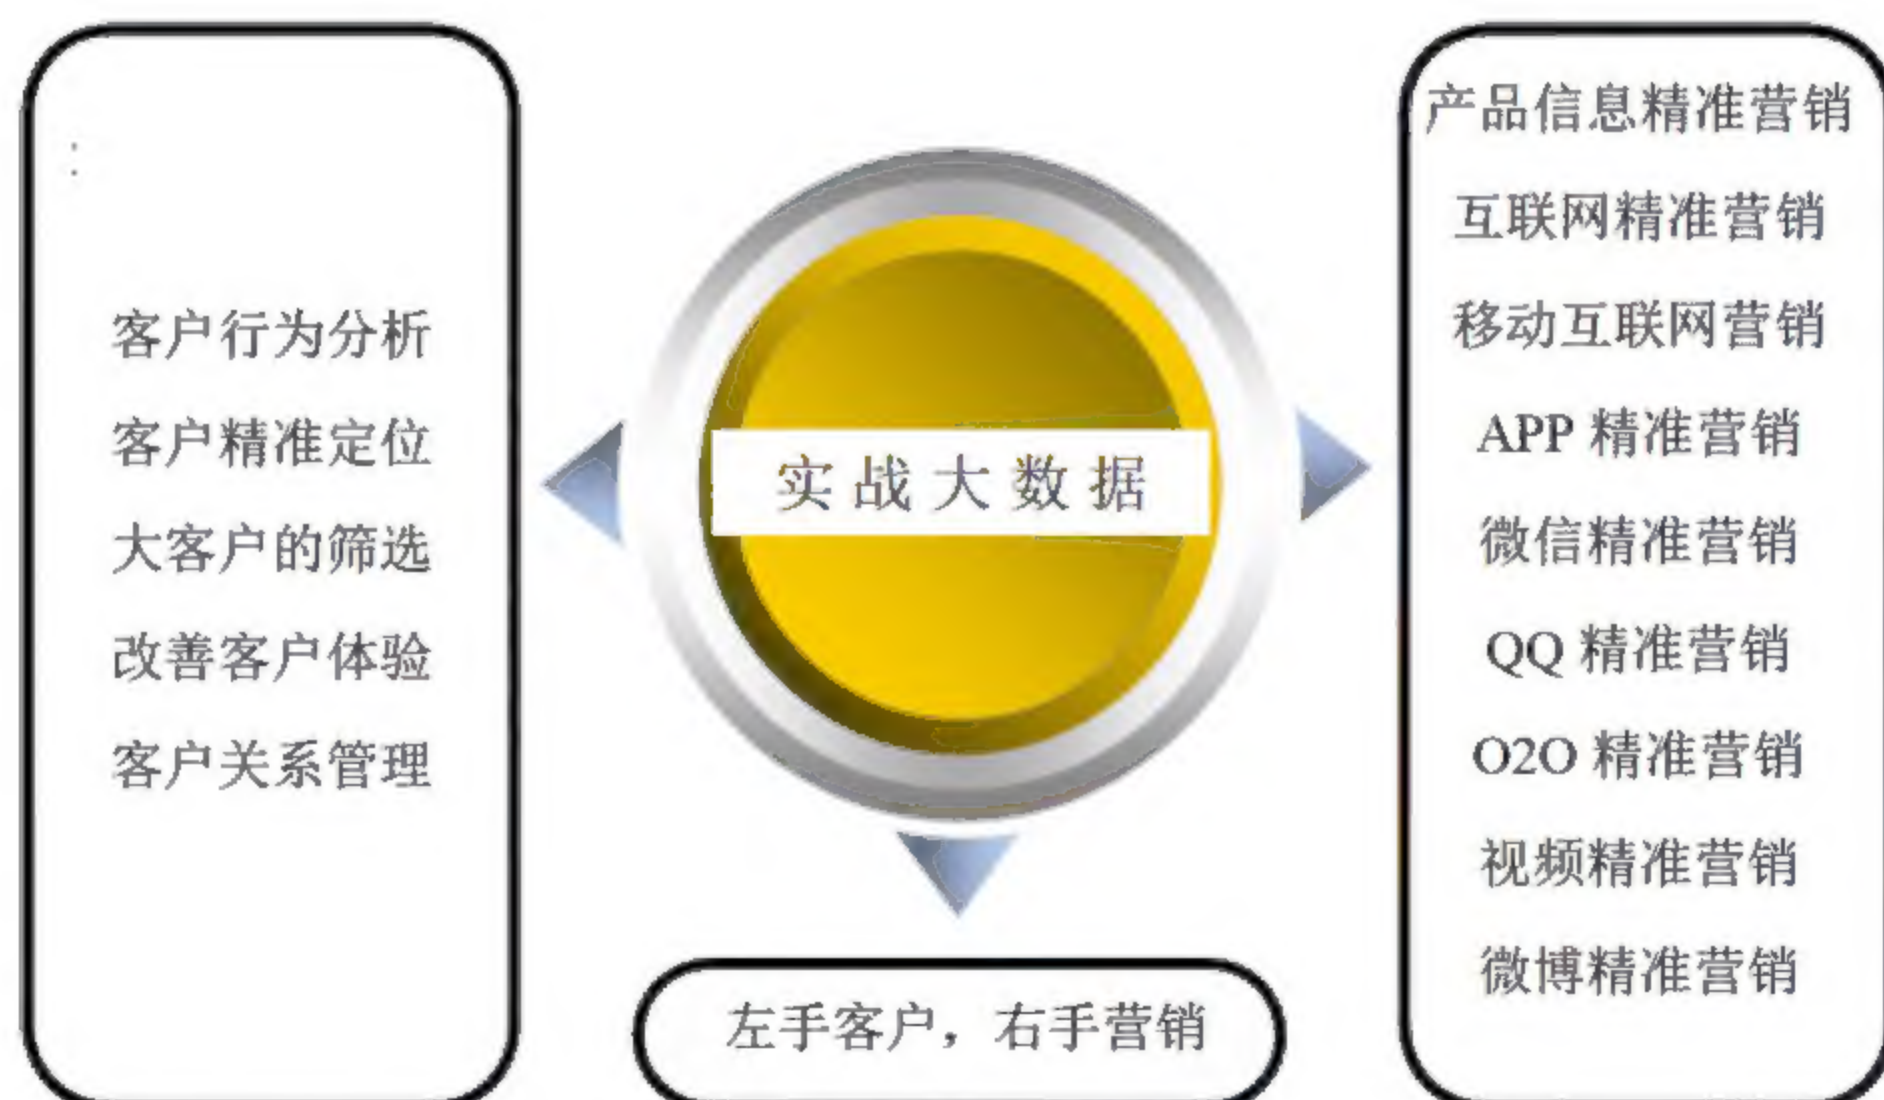 客户行为分析
客户精准定位
大客户的筛选
改善客户体验
客户关系管理
实战大数据
左手客户，右手营销
产品信息精准营销
互联网精准营销
移动互联网营销
APP 精准营销
微信精准营销
QQ 精准营销
O2O 精准营销
视频精准营销
微博精准营销